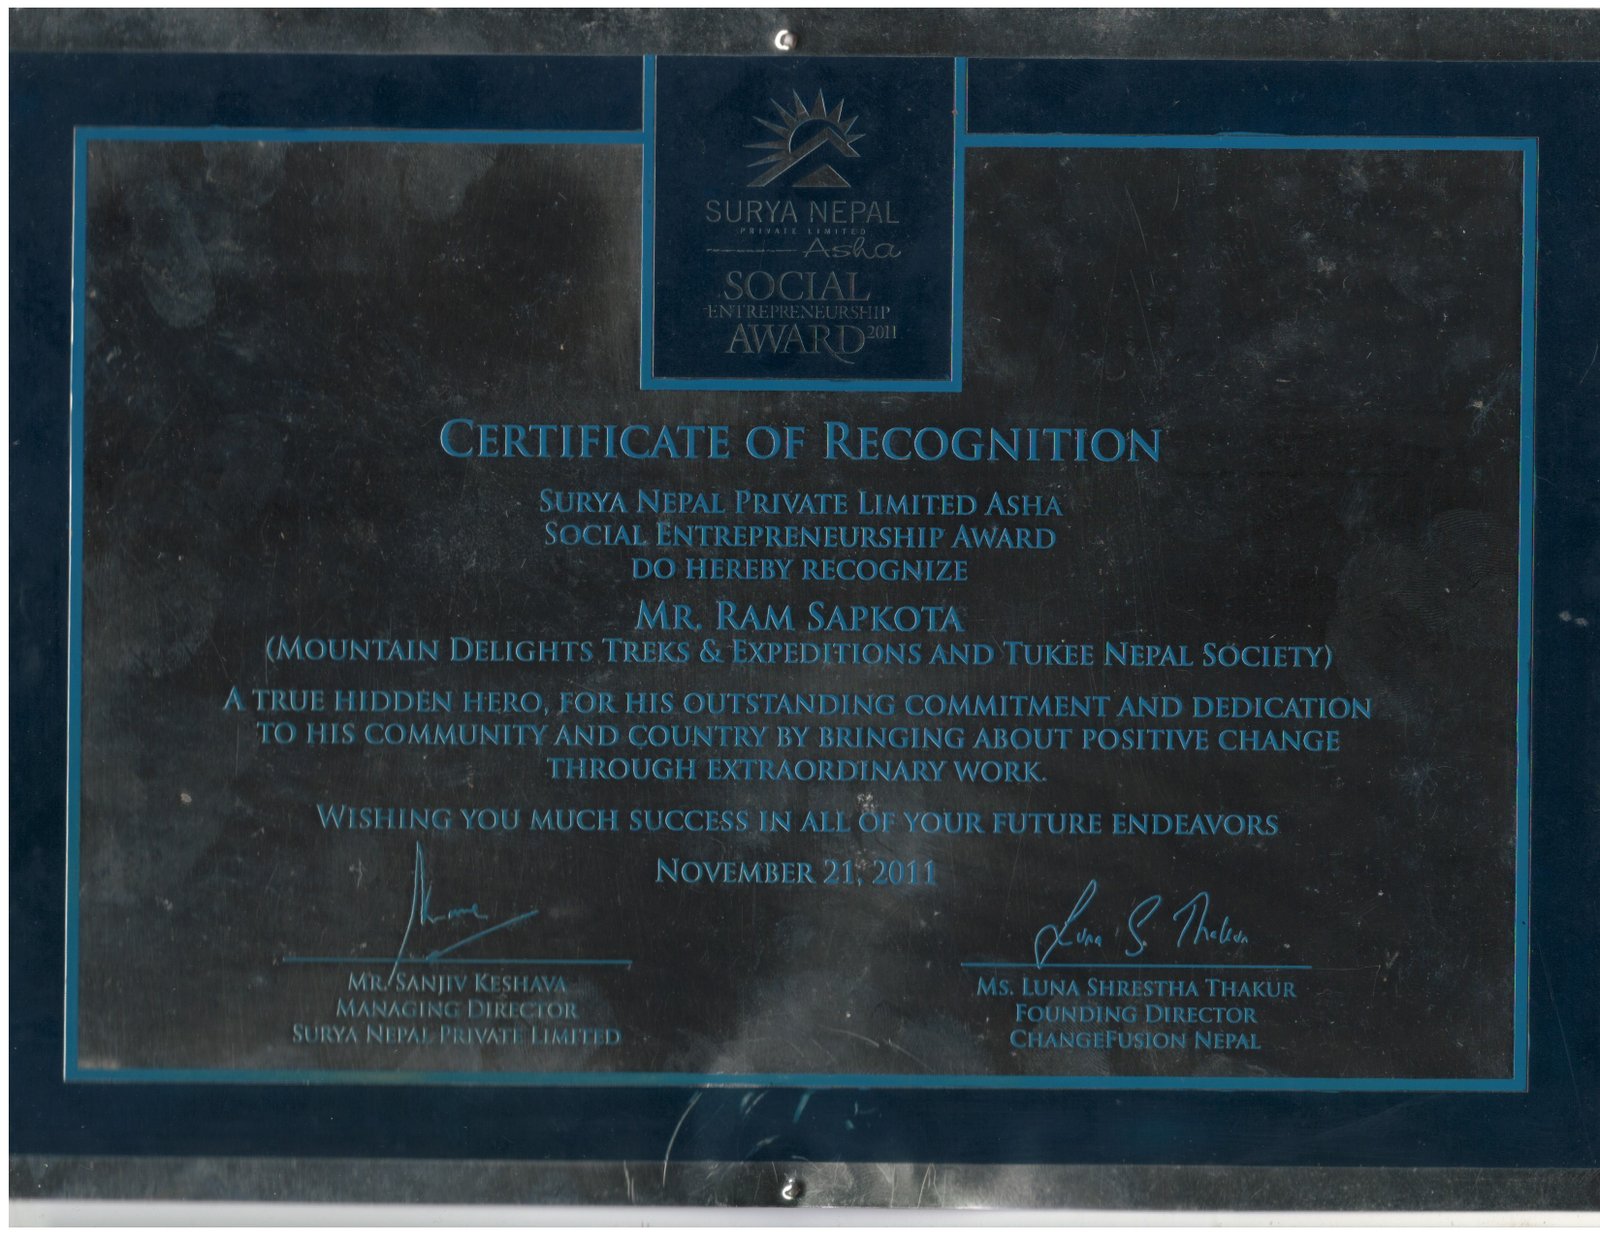 SURYA NEPAL
PRIVATE LIMITED
Asha
SOCIAL
ENTREPRENEURSHIP
AWARD 2011
CERTIFICATE OF RECOGNITION
SURYA NEPAL PRIVATE LIMITED ASHA
SOCIAL ENTREPRENEURSHIP AWARD
DO HEREBY RECOGNIZE
MR. RAM SAPKOTA
(MOUNTAIN DELIGHTS TREKS & EXPEDITIONS AND TUKEE NEPAL SOCIETY)
A TRUE HIDDEN HERO, FOR HIS OUTSTANDING COMMITMENT AND DEDICATION
TO HIS COMMUNITY AND COUNTRY BY BRINGING ABOUT POSITIVE CHANGE
THROUGH EXTRAORDINARY WORK.
WISHING YOU MUCH SUCCESS IN ALL OF YOUR FUTURE ENDEAVORS
NOVEMBER 21, 2011
Luna S. Thakur
MR. SANJIV KESHAVA
MANAGING DIRECTOR
SURYA NEPAL PRIVATE LIMITED
MS. LUNA SHRESTHA THAKUR
FOUNDING DIRECTOR
CHANGEFUSION NEPAL